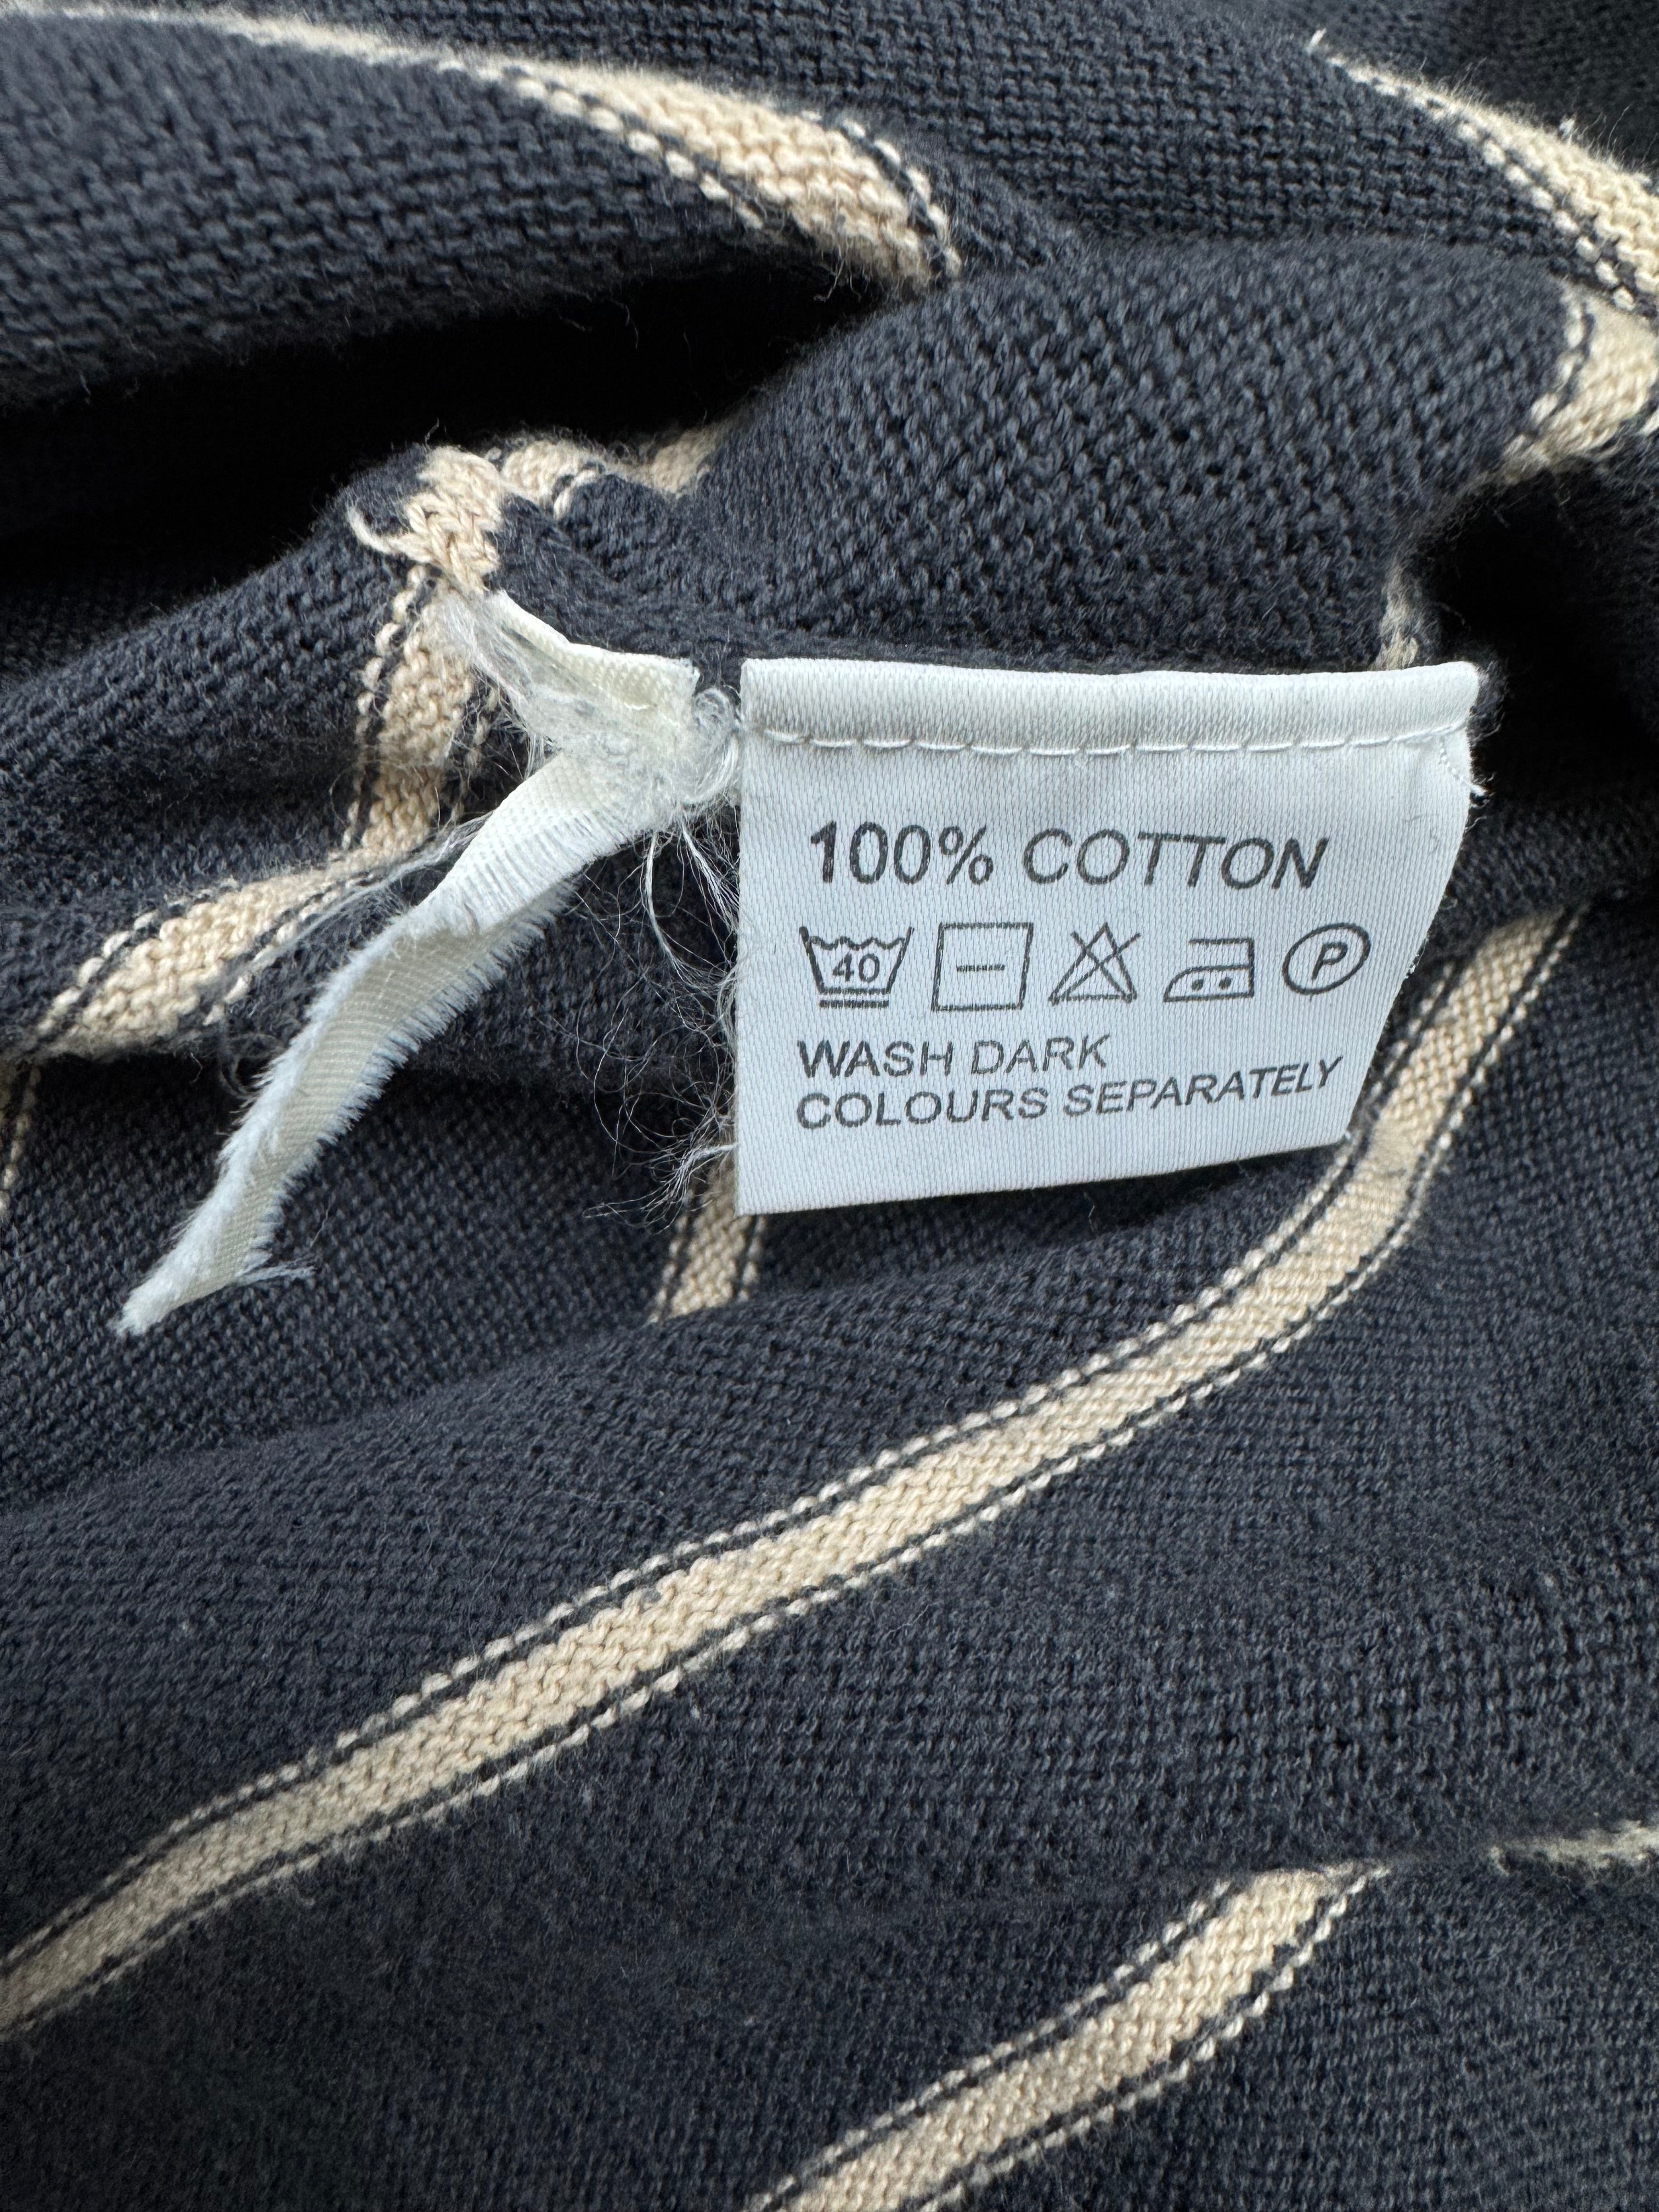 100% COTTON
40 P
WASH DARK
COLOURS SEPARATELY